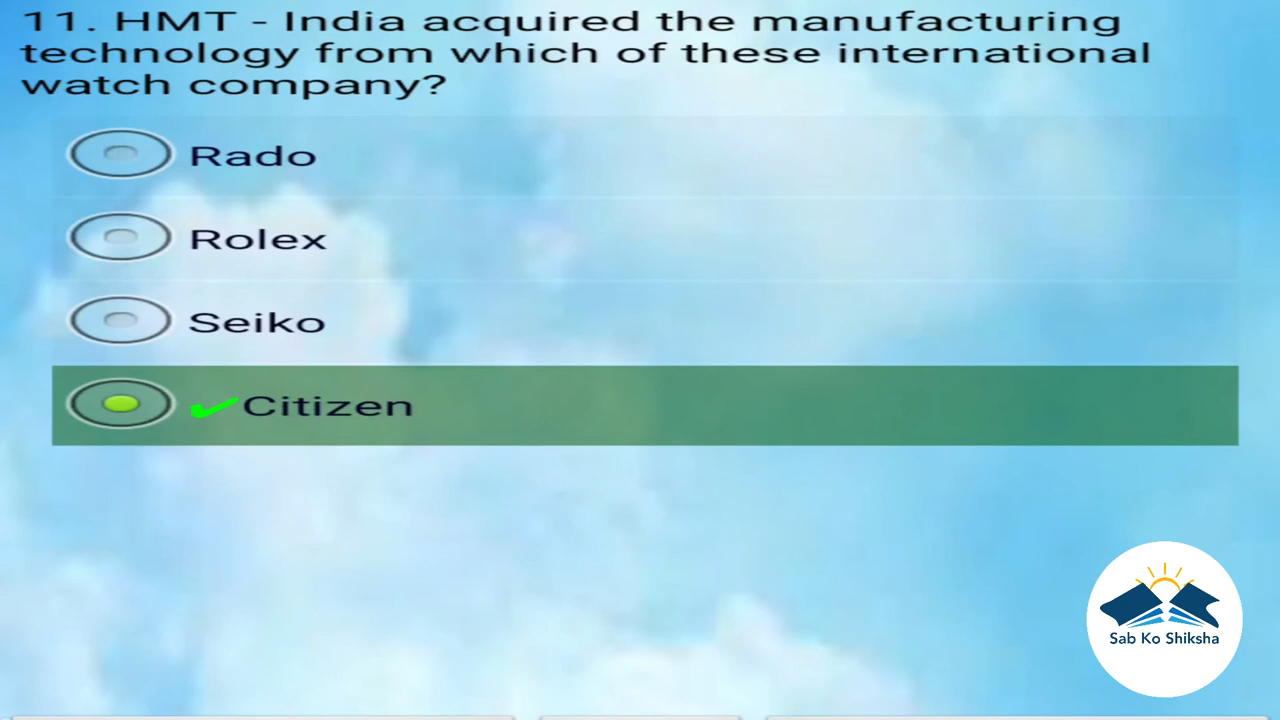 11. HMT - India acquired the manufacturing
technology from which of these international
watch company?
Rado
Rolex
Seiko
✔Citizen
Sab Ko Shiksha